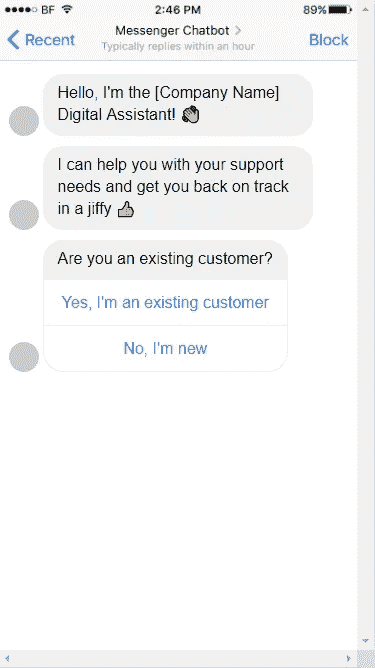 BF 2:46 PM 89%
Recent Messenger Chatbot Block
Typically replies within an hour
Hello, I'm the [Company Name]
Digital Assistant! 👋
I can help you with your support
needs and get you back on track
in a jiffy 👍
Are you an existing customer?
Yes, I'm an existing customer
No, I'm new